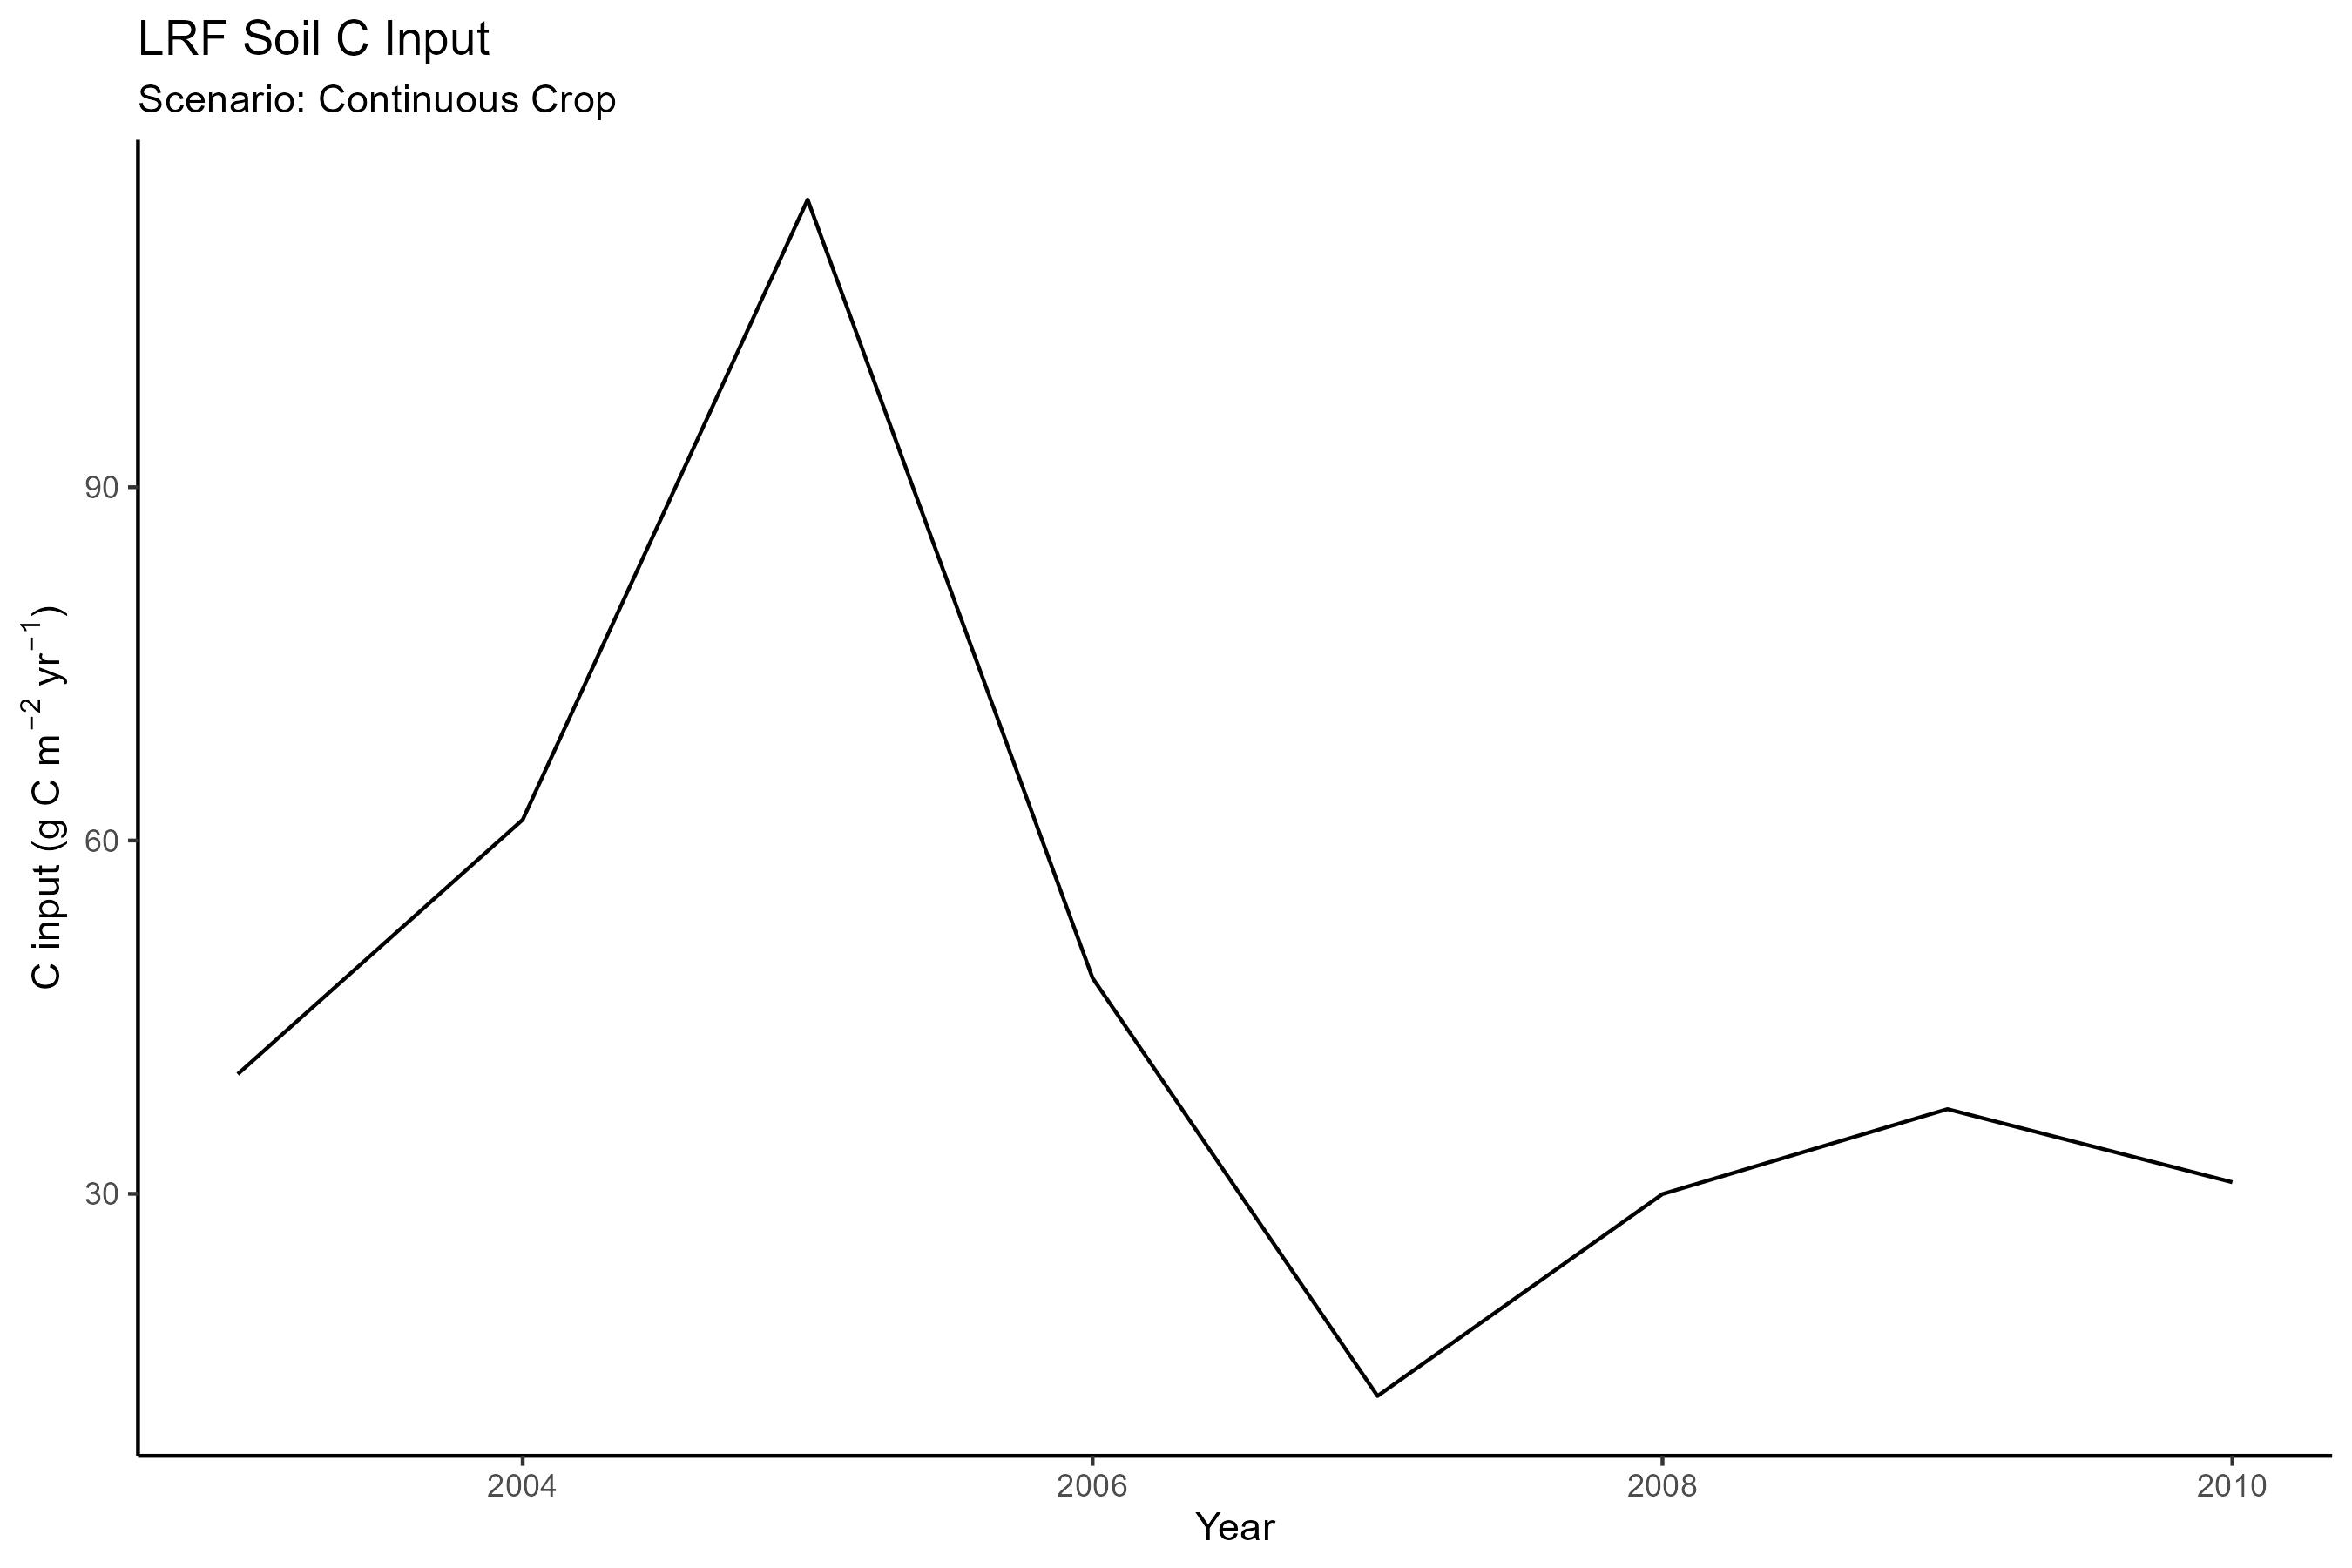 LRF Soil C Input
Scenario: Continuous Crop
C input (g C m⁻² yr⁻¹)
90
60
30
2004 2006 2008 2010
Year